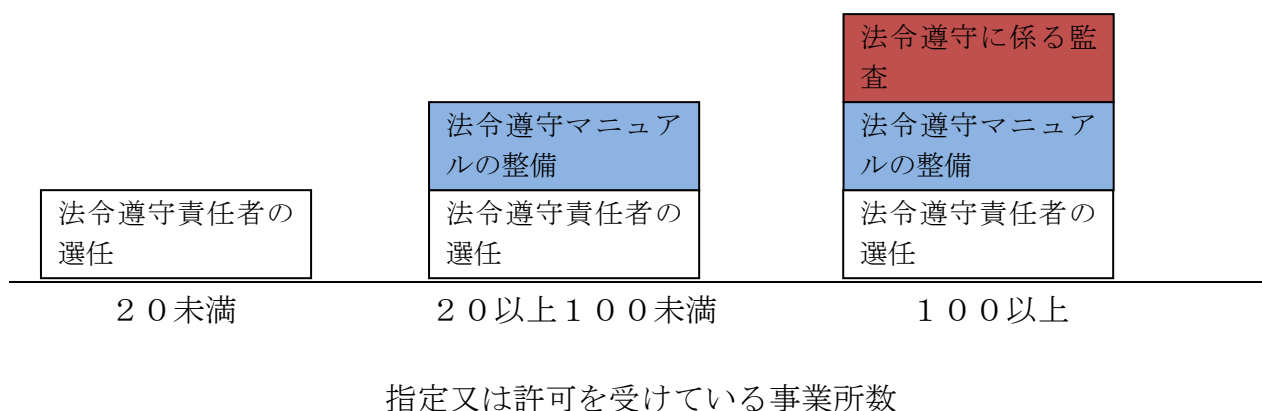 法令遵守に係る監
査
法令遵守マニュア
ルの整備
法令遵守マニュア
ルの整備
法令遵守責任者の
選任
法令遵守責任者の
選任
法令遵守責任者の
選任
２０未満
２０以上１００未満
１００以上
指定又は許可を受けている事業所数